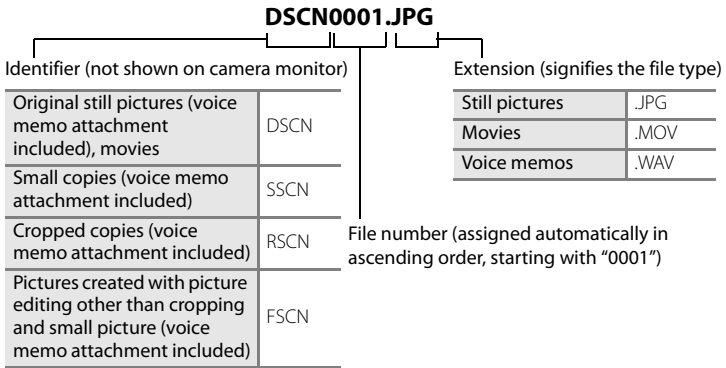 DSCN0001.JPG
Identifier (not shown on camera monitor)
Original still pictures (voice
memo attachment
included), movies
DSCN
Small copies (voice memo
attachment included)
SSCN
Cropped copies (voice
memo attachment included)
RSCN
Pictures created with picture
editing other than cropping
and small picture (voice
memo attachment included)
FSCN
Extension (signifies the file type)
Still pictures .JPG
Movies .MOV
Voice memos .WAV
File number (assigned automatically in
ascending order, starting with “0001”)